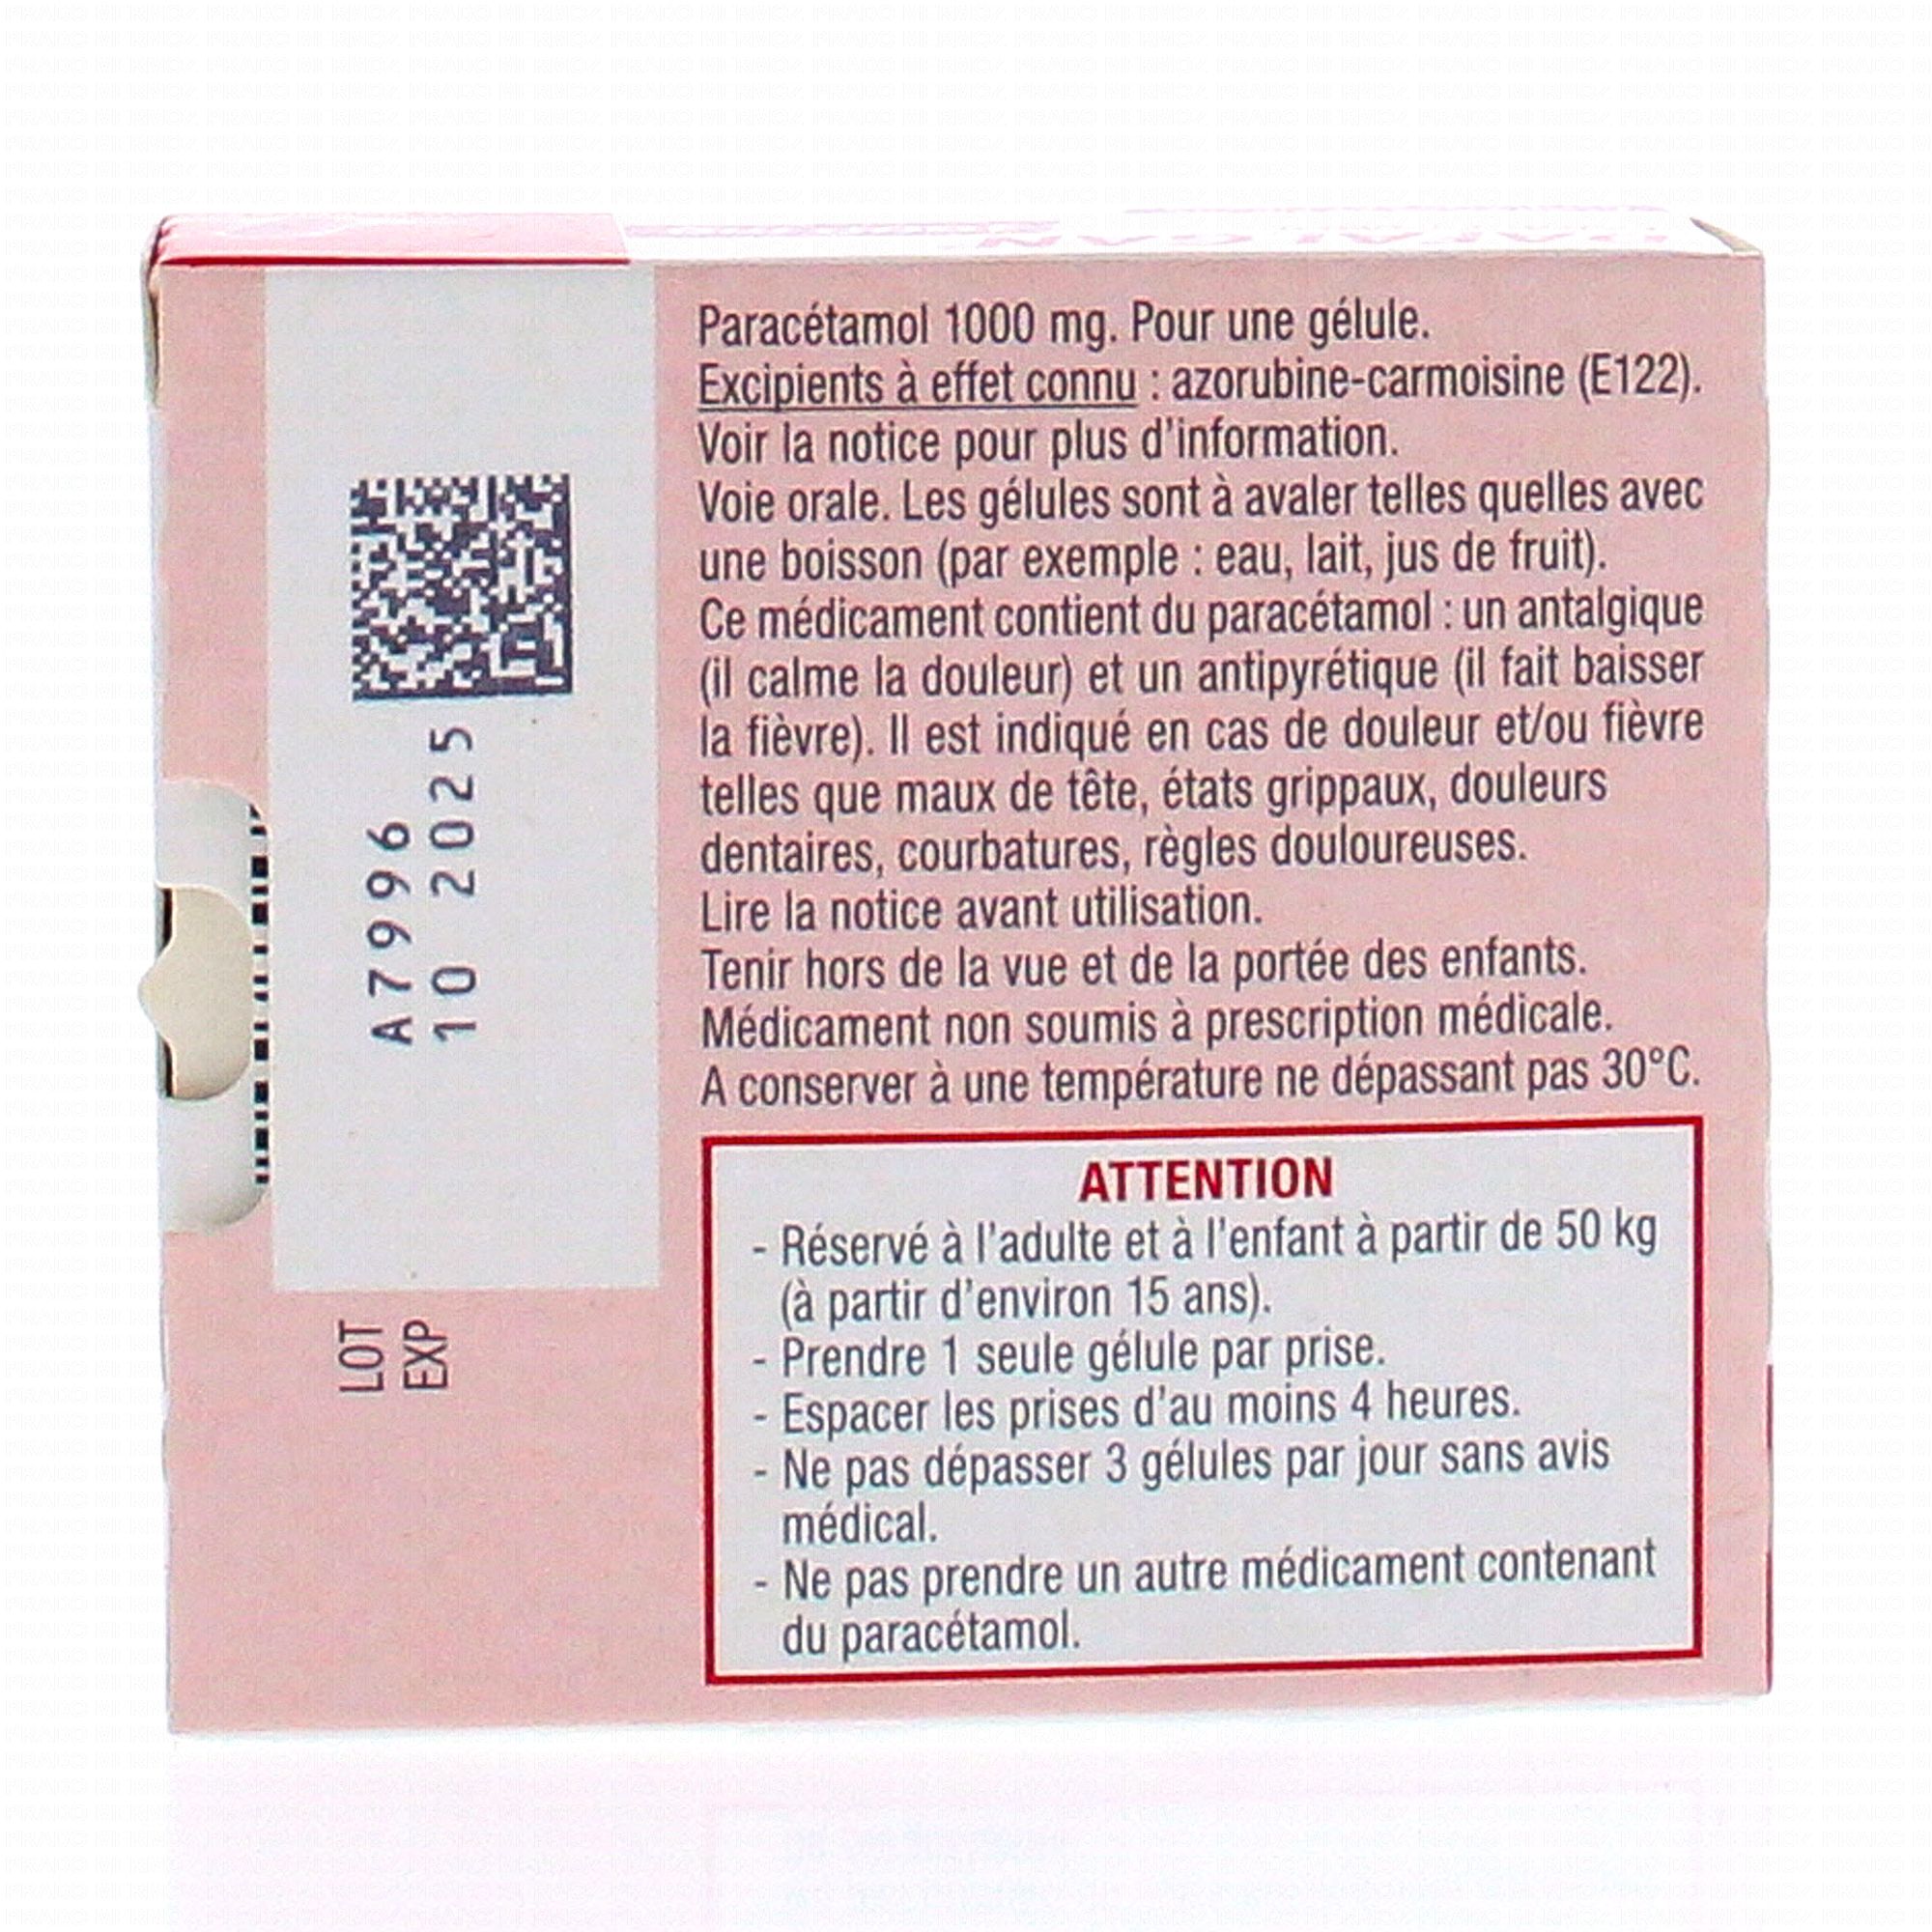 Paracétamol 1000 mg. Pour une gélule.
Excipients à effet connu : azorubine-carmoisine (E122).
Voir la notice pour plus d'information.
Voie orale. Les gélules sont à avaler telles quelles avec
une boisson (par exemple : eau, lait, jus de fruit).
Ce médicament contient du paracétamol : un antalgique
(il calme la douleur) et un antipyrétique (il fait baisser
la fièvre). Il est indiqué en cas de douleur et/ou fièvre
telles que maux de tête, états grippaux, douleurs
dentaires, courbatures, règles douloureuses.
Lire la notice avant utilisation.
Tenir hors de la vue et de la portée des enfants.
Médicament non soumis à prescription médicale.
A conserver à une température ne dépassant pas 30°C.
ATTENTION
- Réservé à l'adulte et à l'enfant à partir de 50 kg
(à partir d'environ 15 ans).
- Prendre 1 seule gélule par prise.
- Espacer les prises d'au moins 4 heures.
- Ne pas dépasser 3 gélules par jour sans avis
médical.
- Ne pas prendre un autre médicament contenant
du paracétamol.
LOT A7996
EXP 10 2025